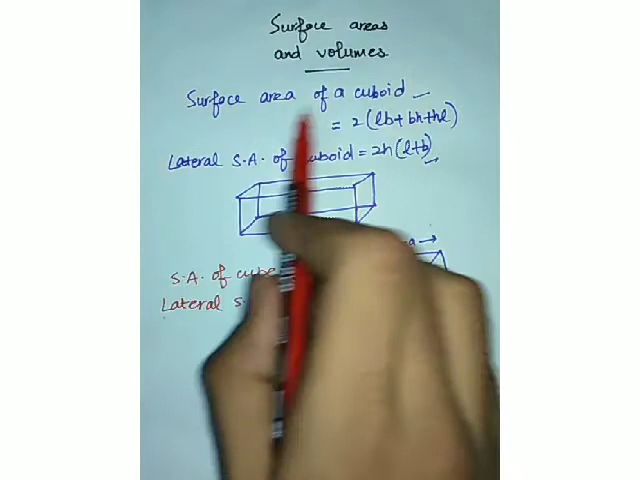 Surface areas
and volumes
Surface area of a cuboid
= 2(lb+bh+hl)
Lateral S.A. of cuboid = 2h(l+b)
a →
S.A. of cube
Lateral S.